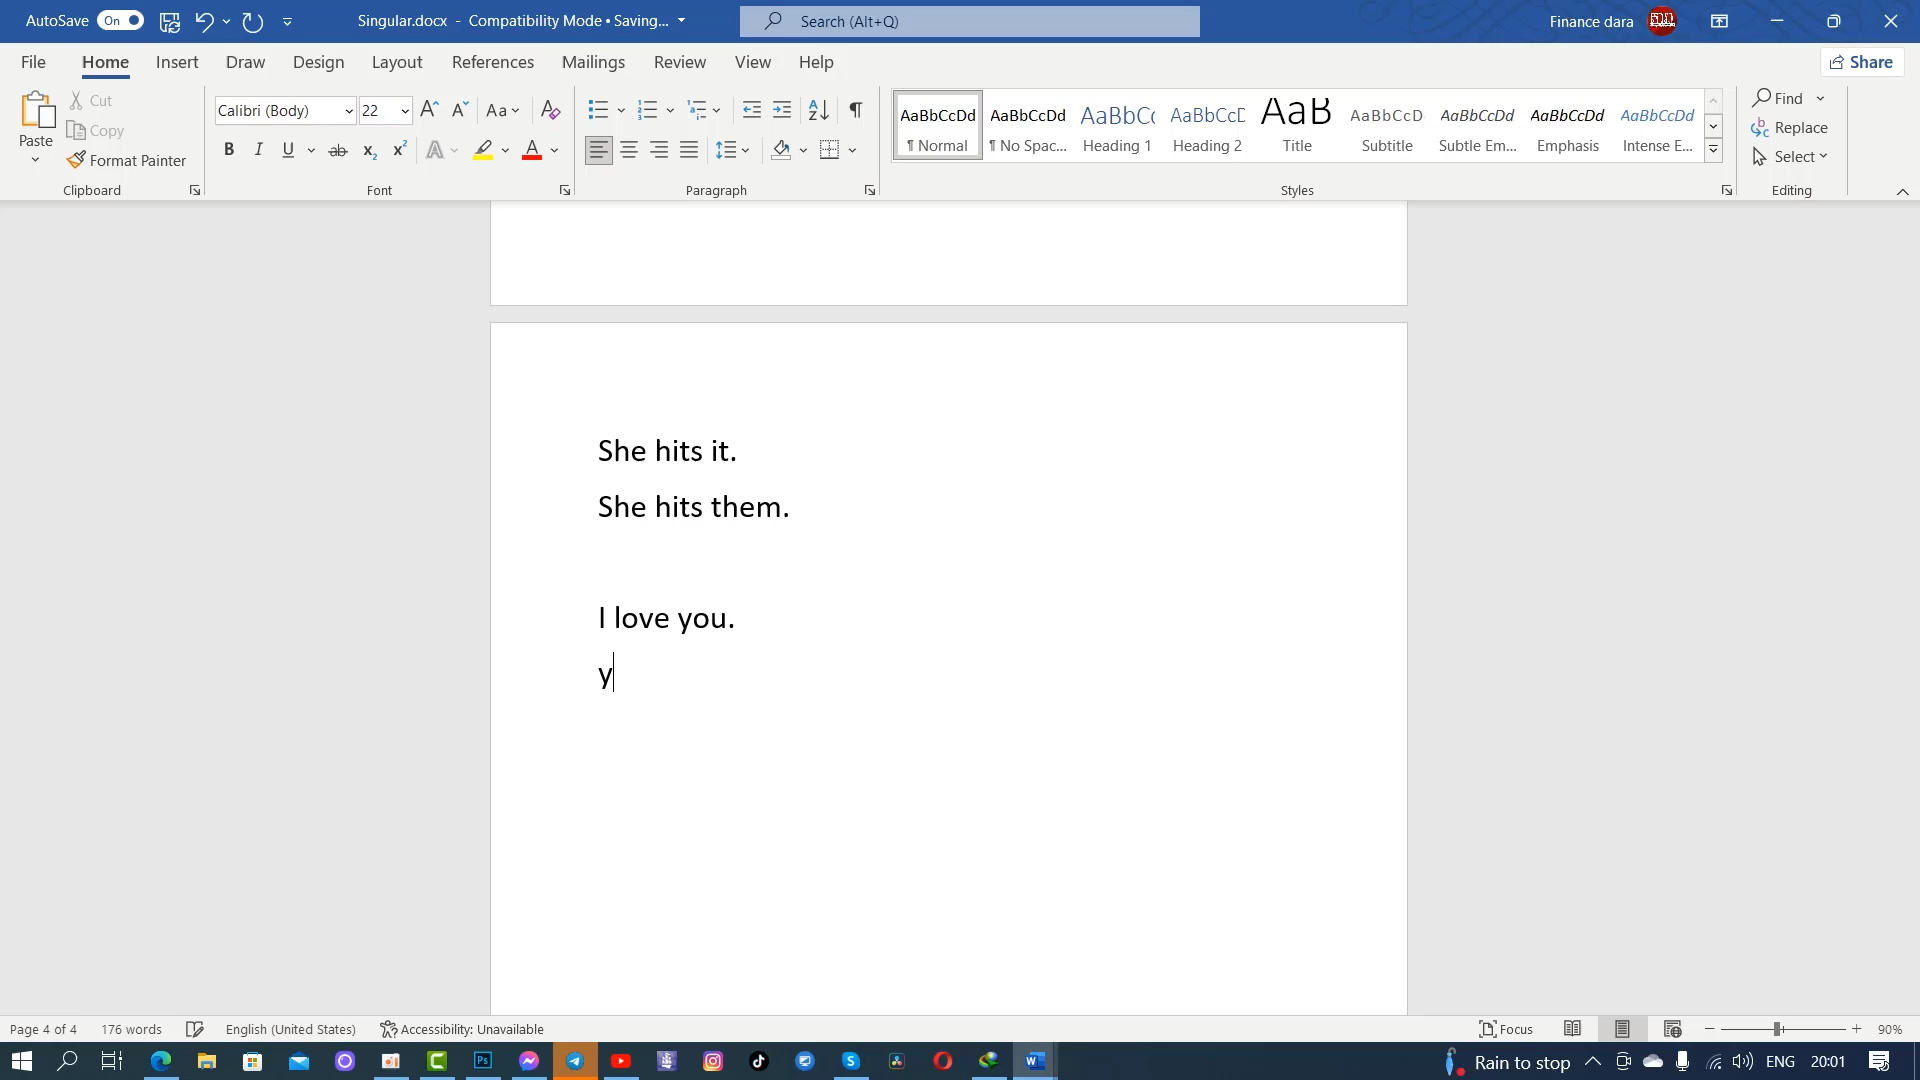 AutoSave On Singular.docx - Compatibility Mode • Saving... Search (Alt+Q) Finance dara
File Home Insert Draw Design Layout References Mailings Review View Help Share
Paste Cut Copy Format Painter Clipboard
Calibri (Body) 22 Aa Font
Paragraph
AaBbCcDd AaBbCcDd AaBbCc AaBbCcE AaB AaBbCcD AaBbCcDd AaBbCcDd AaBbCcDd
¶ Normal ¶ No Spac... Heading 1 Heading 2 Title Subtitle Subtle Em... Emphasis Intense E...
Styles
Find Replace Select Editing
She hits it.
She hits them.
I love you.
y
Page 4 of 4 176 words English (United States) Accessibility: Unavailable Focus 90%
Rain to stop ENG 20:01